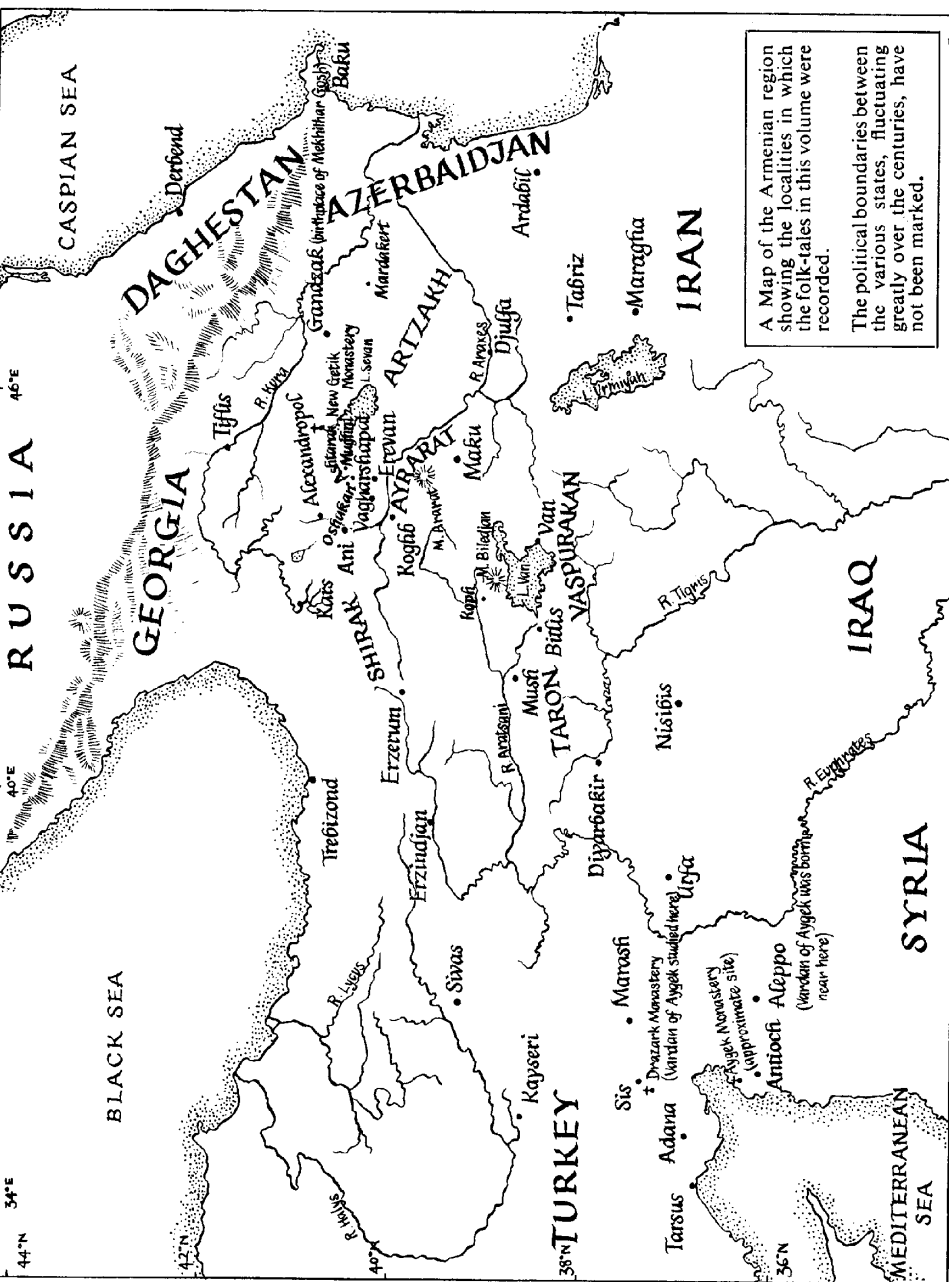 34°E
40°E
46°E
44°N
42°N
40°N
38°N
36°N
RUSSIA
CASPIAN SEA
BLACK SEA
GEORGIA
DAGHESTAN
Derbend
Baku
AZERBAIDJAN
Tiflis
R. Kura
Gandzak (birthplace of Mekhithar Gosh)
Mardakert
Alexandropol
New Getik
Monastery
L. Sevan
Mughni
Oshakan
Vagharshapat
Erevan
Ani
Kars
SHIRAK
AYRARAT
ARTZAKH
Koghb
M. Ararat
Maku
R. Araxes
Djulfa
Ardabil
Tabriz
Maragha
L. Urmiyah
IRAN
Trebizond
Erzerum
Erzindjan
R. Lycus
R. Halys
Sivas
Kayseri
TURKEY
R. Aratsani
Mush
TARON
Bitlis
M. Biledjan
L. Van
Van
VASPURAKAN
Diyarbakir
Nisibis
R. Tigris
IRAQ
Urfa
Marash
Sis
Drazark Monastery
(Vardan of Aygek studied here)
Adana
Tarsus
Aygek Monastery
(approximate site)
Antioch
Aleppo
(Vardan of Aygek was born
near here)
R. Euphrates
SYRIA
MEDITERRANEAN
SEA
A Map of the Armenian region
showing the localities in which
the folk-tales in this volume were
recorded.
The political boundaries between
the various states, fluctuating
greatly over the centuries, have
not been marked.